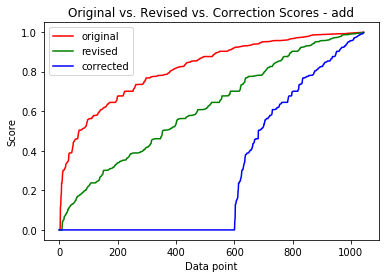 Original vs. Revised vs. Correction Scores - add
original
revised
corrected
Score
1.0
0.8
0.6
0.4
0.2
0.0
0
200
400
600
800
1000
Data point